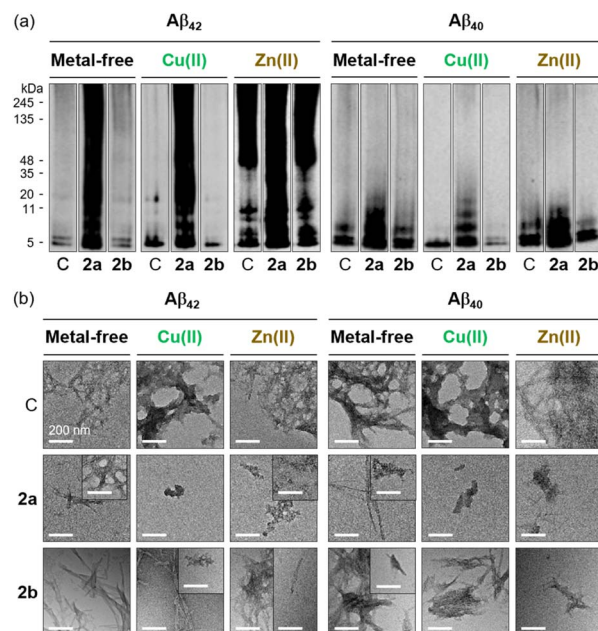 (a)
Aβ42 Aβ40
Metal-free Cu(II) Zn(II) Metal-free Cu(II) Zn(II)
kDa
245 -
135 -
48 -
35 -
20 -
11 -
5 -
C 2a 2b C 2a 2b C 2a 2b C 2a 2b C 2a 2b C 2a 2b
(b)
Aβ42 Aβ40
Metal-free Cu(II) Zn(II) Metal-free Cu(II) Zn(II)
C
200 nm
2a
2b